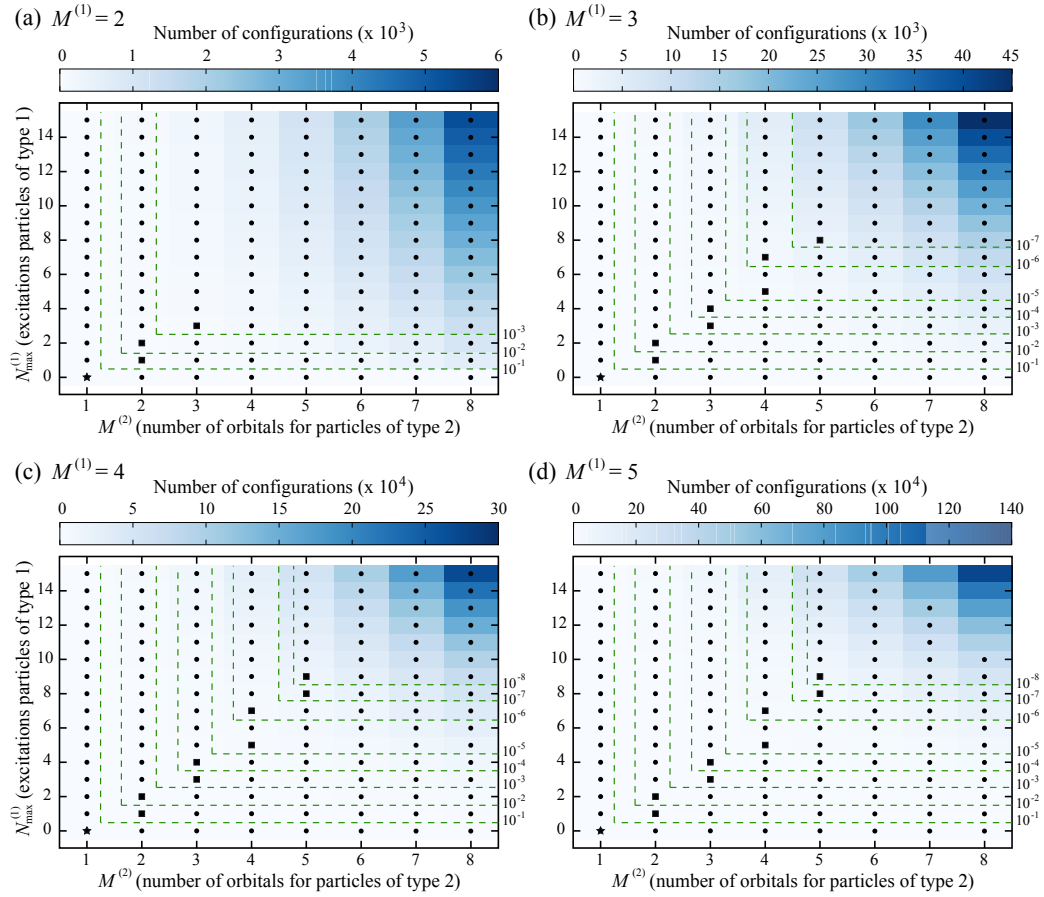 (a) M^(1) = 2
Number of configurations (x 10^3)
0 1 2 3 4 5 6
14
12
10
8
6
4
2
0
10^-3
10^-2
10^-1
N_max^(1) (excitations particles of type 1)
1 2 3 4 5 6 7 8
M^(2) (number of orbitals for particles of type 2)
(b) M^(1) = 3
Number of configurations (x 10^3)
0 5 10 15 20 25 30 35 40 45
14
12
10
8
6
4
2
0
10^-7
10^-6
10^-5
10^-4
10^-3
10^-2
10^-1
1 2 3 4 5 6 7 8
M^(2) (number of orbitals for particles of type 2)
(c) M^(1) = 4
Number of configurations (x 10^4)
0 5 10 15 20 25 30
14
12
10
8
6
4
2
0
10^-8
10^-7
10^-6
10^-5
10^-4
10^-3
10^-2
10^-1
N_max^(1) (excitations particles of type 1)
1 2 3 4 5 6 7 8
M^(2) (number of orbitals for particles of type 2)
(d) M^(1) = 5
Number of configurations (x 10^4)
0 20 40 60 80 100 120 140
14
12
10
8
6
4
2
0
10^-8
10^-7
10^-6
10^-5
10^-4
10^-3
10^-2
10^-1
1 2 3 4 5 6 7 8
M^(2) (number of orbitals for particles of type 2)